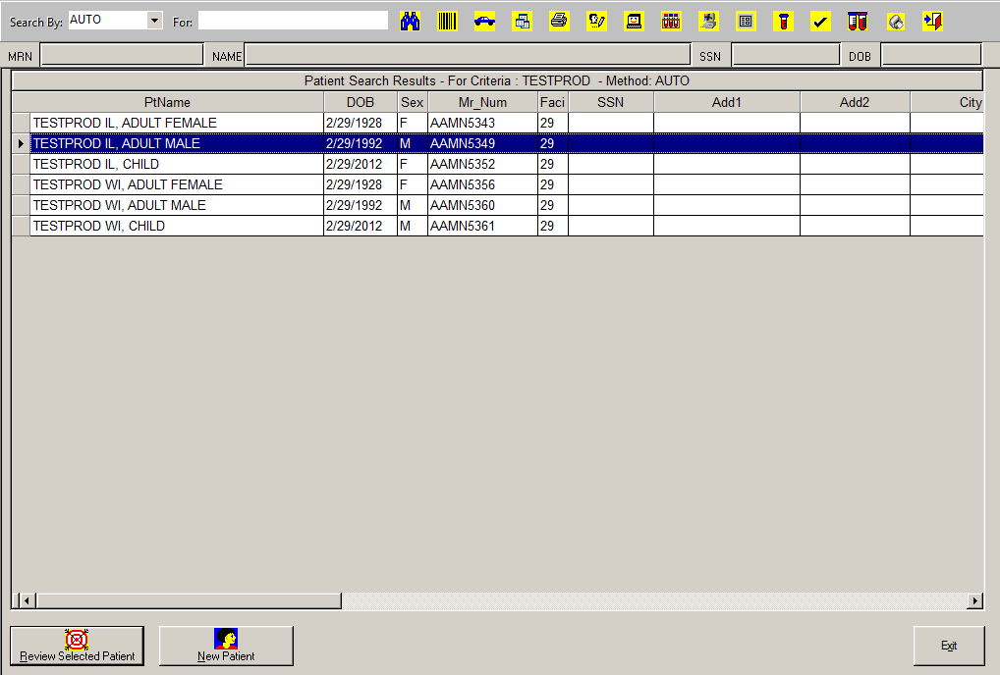 Search By: AUTO For:
MRN NAME SSN DOB
Patient Search Results - For Criteria : TESTPROD - Method: AUTO
PtName DOB Sex Mr_Num Faci SSN Add1 Add2 City
TESTPROD IL, ADULT FEMALE 2/29/1928 F AAMN5343 29
TESTPROD IL, ADULT MALE 2/29/1992 M AAMN5349 29
TESTPROD IL, CHILD 2/29/2012 F AAMN5352 29
TESTPROD WI, ADULT FEMALE 2/29/1928 F AAMN5356 29
TESTPROD WI, ADULT MALE 2/29/1992 M AAMN5360 29
TESTPROD WI, CHILD 2/29/2012 M AAMN5361 29
Review Selected Patient New Patient Exit